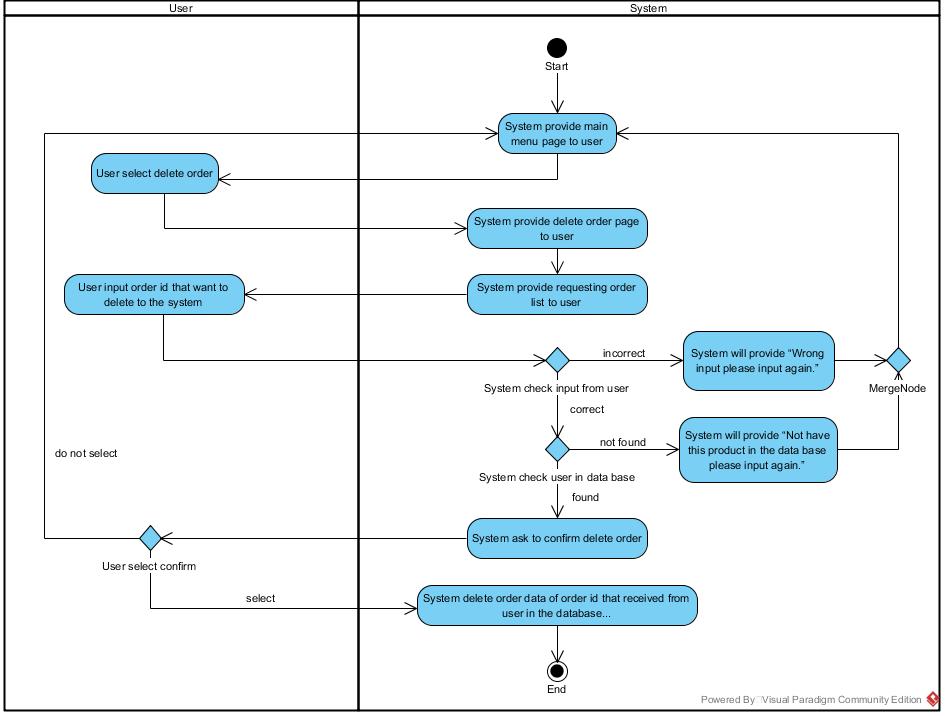 User
System
Start
System provide main
menu page to user
User select delete order
System provide delete order page
to user
User input order id that want to
delete to the system
System provide requesting order
list to user
incorrect
System will provide “Wrong
input please input again.”
System check input from user
MergeNode
correct
not found
System will provide “Not have
this product in the data base
please input again.”
do not select
System check user in data base
found
System ask to confirm delete order
User select confirm
select
System delete order data of order id that received from
user in the database...
End
Powered By Visual Paradigm Community Edition